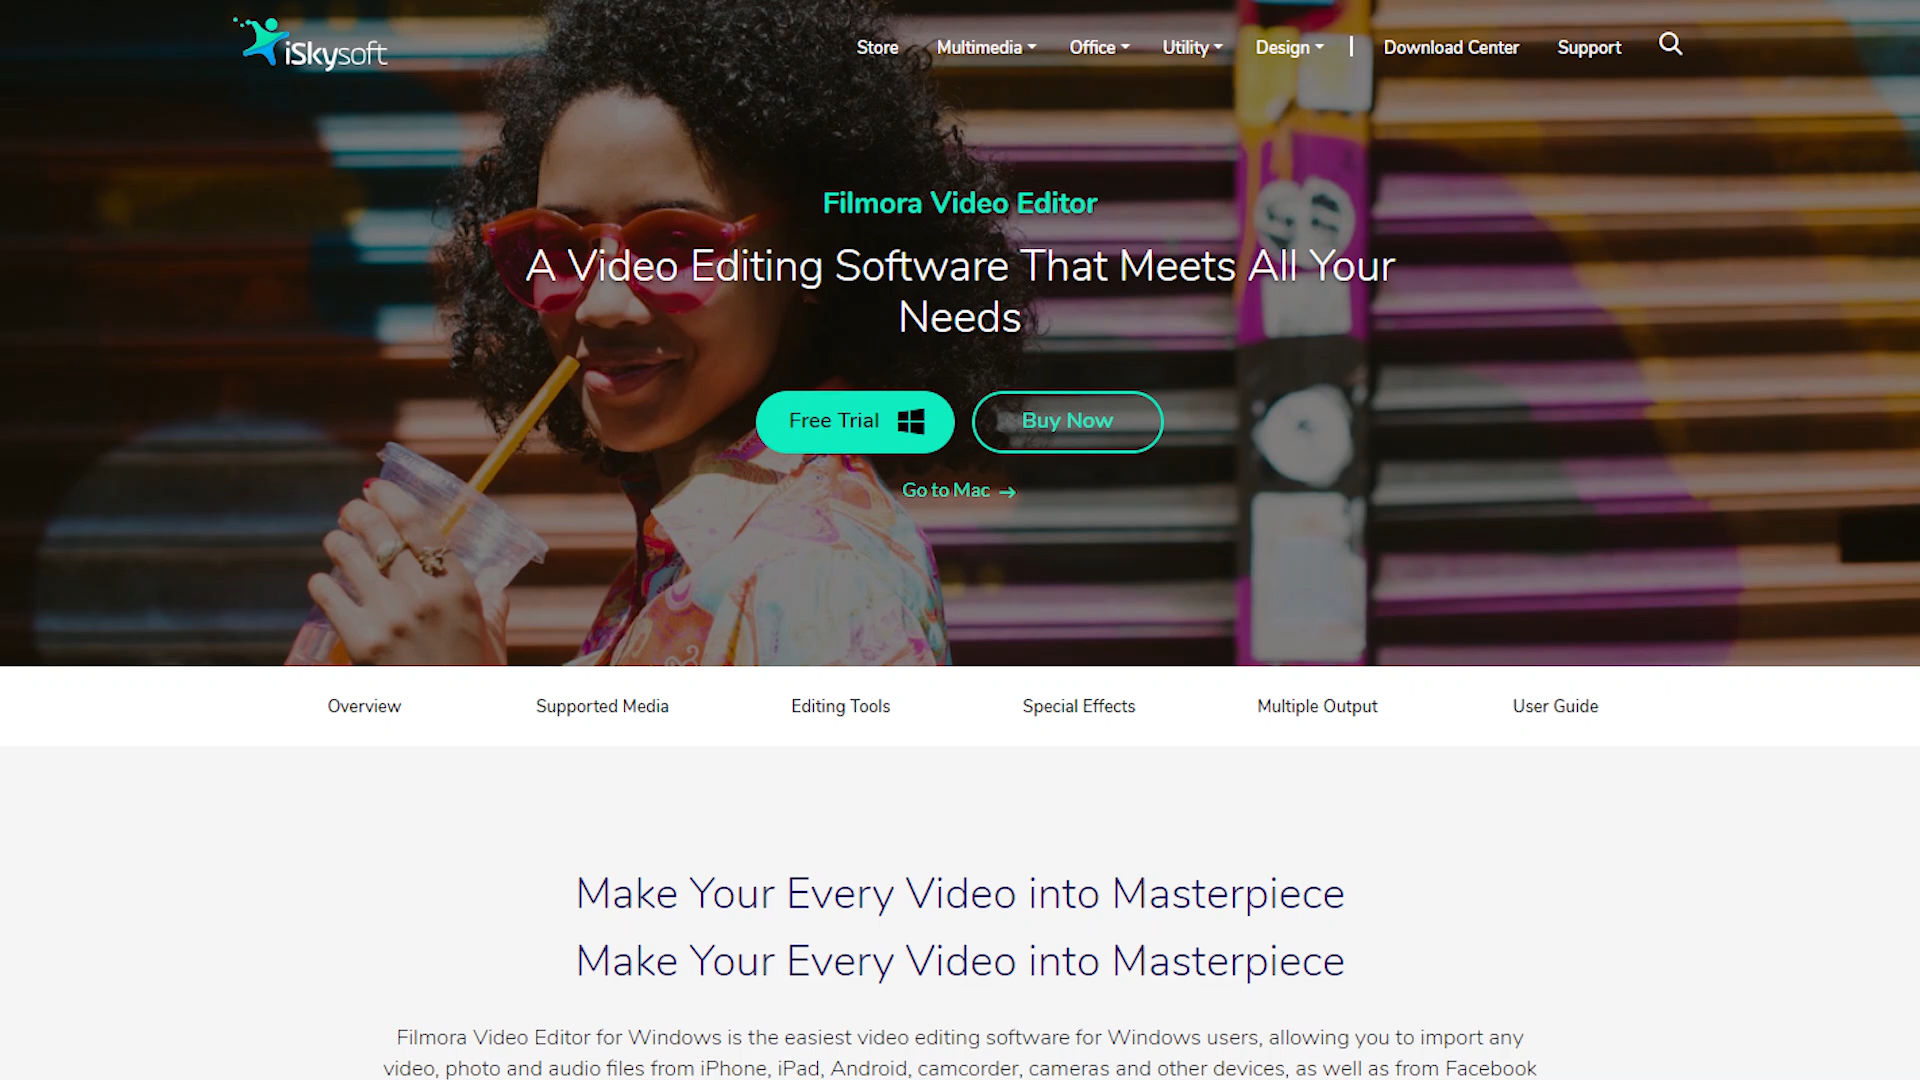 iSkysoft
Store Multimedia Office Utility Design Download Center Support
Filmora Video Editor
A Video Editing Software That Meets All Your
Needs
Free Trial Buy Now
Go to Mac →
Overview Supported Media Editing Tools Special Effects Multiple Output User Guide
Make Your Every Video into Masterpiece
Make Your Every Video into Masterpiece
Filmora Video Editor for Windows is the easiest video editing software for Windows users, allowing you to import any
video, photo and audio files from iPhone, iPad, Android, camcorder, cameras and other devices, as well as from Facebook